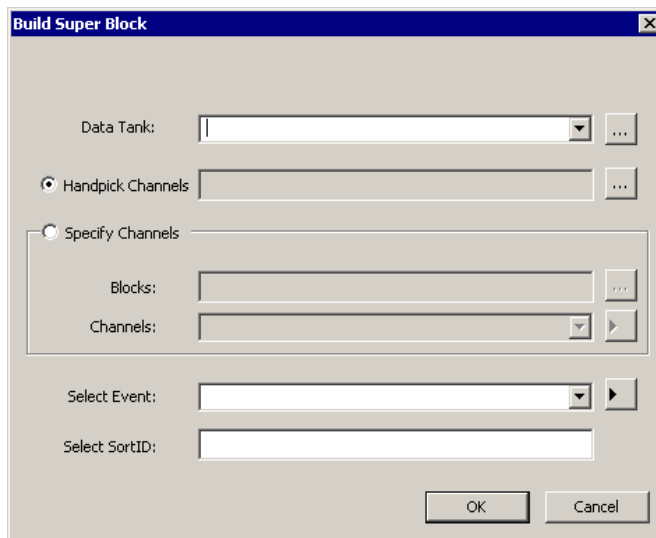 Build Super Block
Data Tank:
...
Handpick Channels
...
Specify Channels
Blocks:
...
Channels:
Select Event:
Select SortID:
OK Cancel